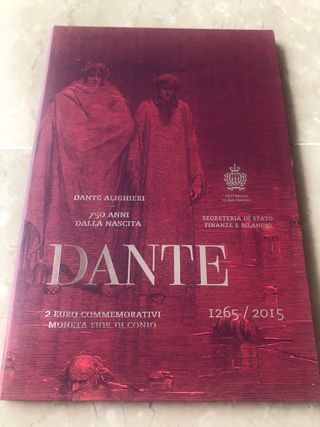 DANTE ALIGHIERI
750 ANNI
DALLA NASCITA
REPUBBLICA
DI SAN MARINO
SEGRETERIA DI STATO
FINANZE E BILANCIO
DANTE
2 EURO COMMEMORATIVI
MONETA FIOR DI CONIO
1265 / 2015